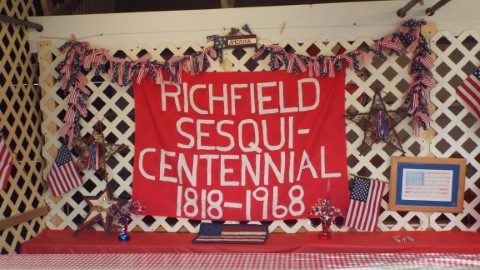 RICHFIELD
SESQUI-
CENTENNIAL
1818-1968